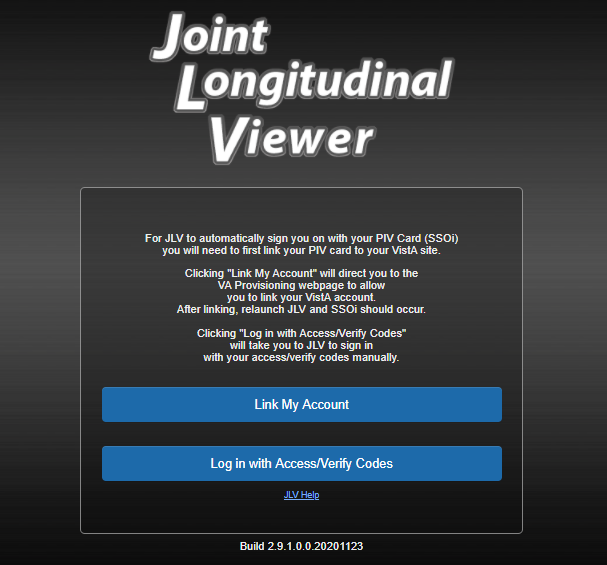 Joint
Longitudinal
Viewer
For JLV to automatically sign you on with your PIV Card (SSOi)
you will need to first link your PIV card to your VistA site.
Clicking "Link My Account" will direct you to the
VA Provisioning webpage to allow
you to link your VistA account.
After linking, relaunch JLV and SSOi should occur.
Clicking "Log in with Access/Verify Codes"
will take you to JLV to sign in
with your access/verify codes manually.
Link My Account
Log in with Access/Verify Codes
JLV Help
Build 2.9.1.0.0.20201123